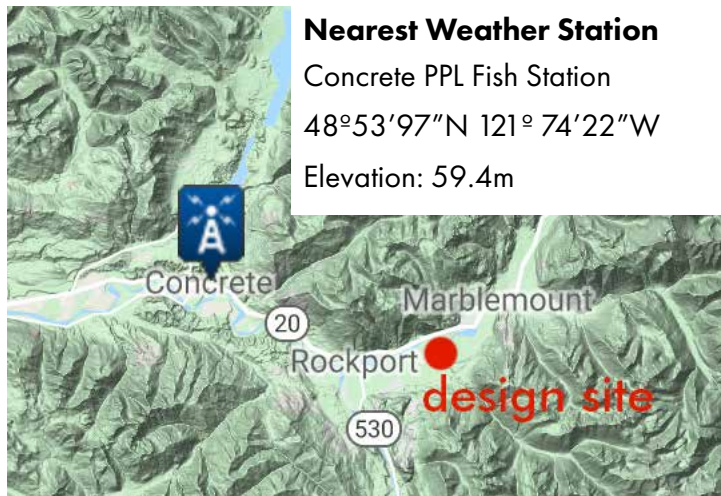 Nearest Weather Station
Concrete PPL Fish Station
48º53’97”N 121º 74’22”W
Elevation: 59.4m
Concrete
Marblemount
20
Rockport
design site
530